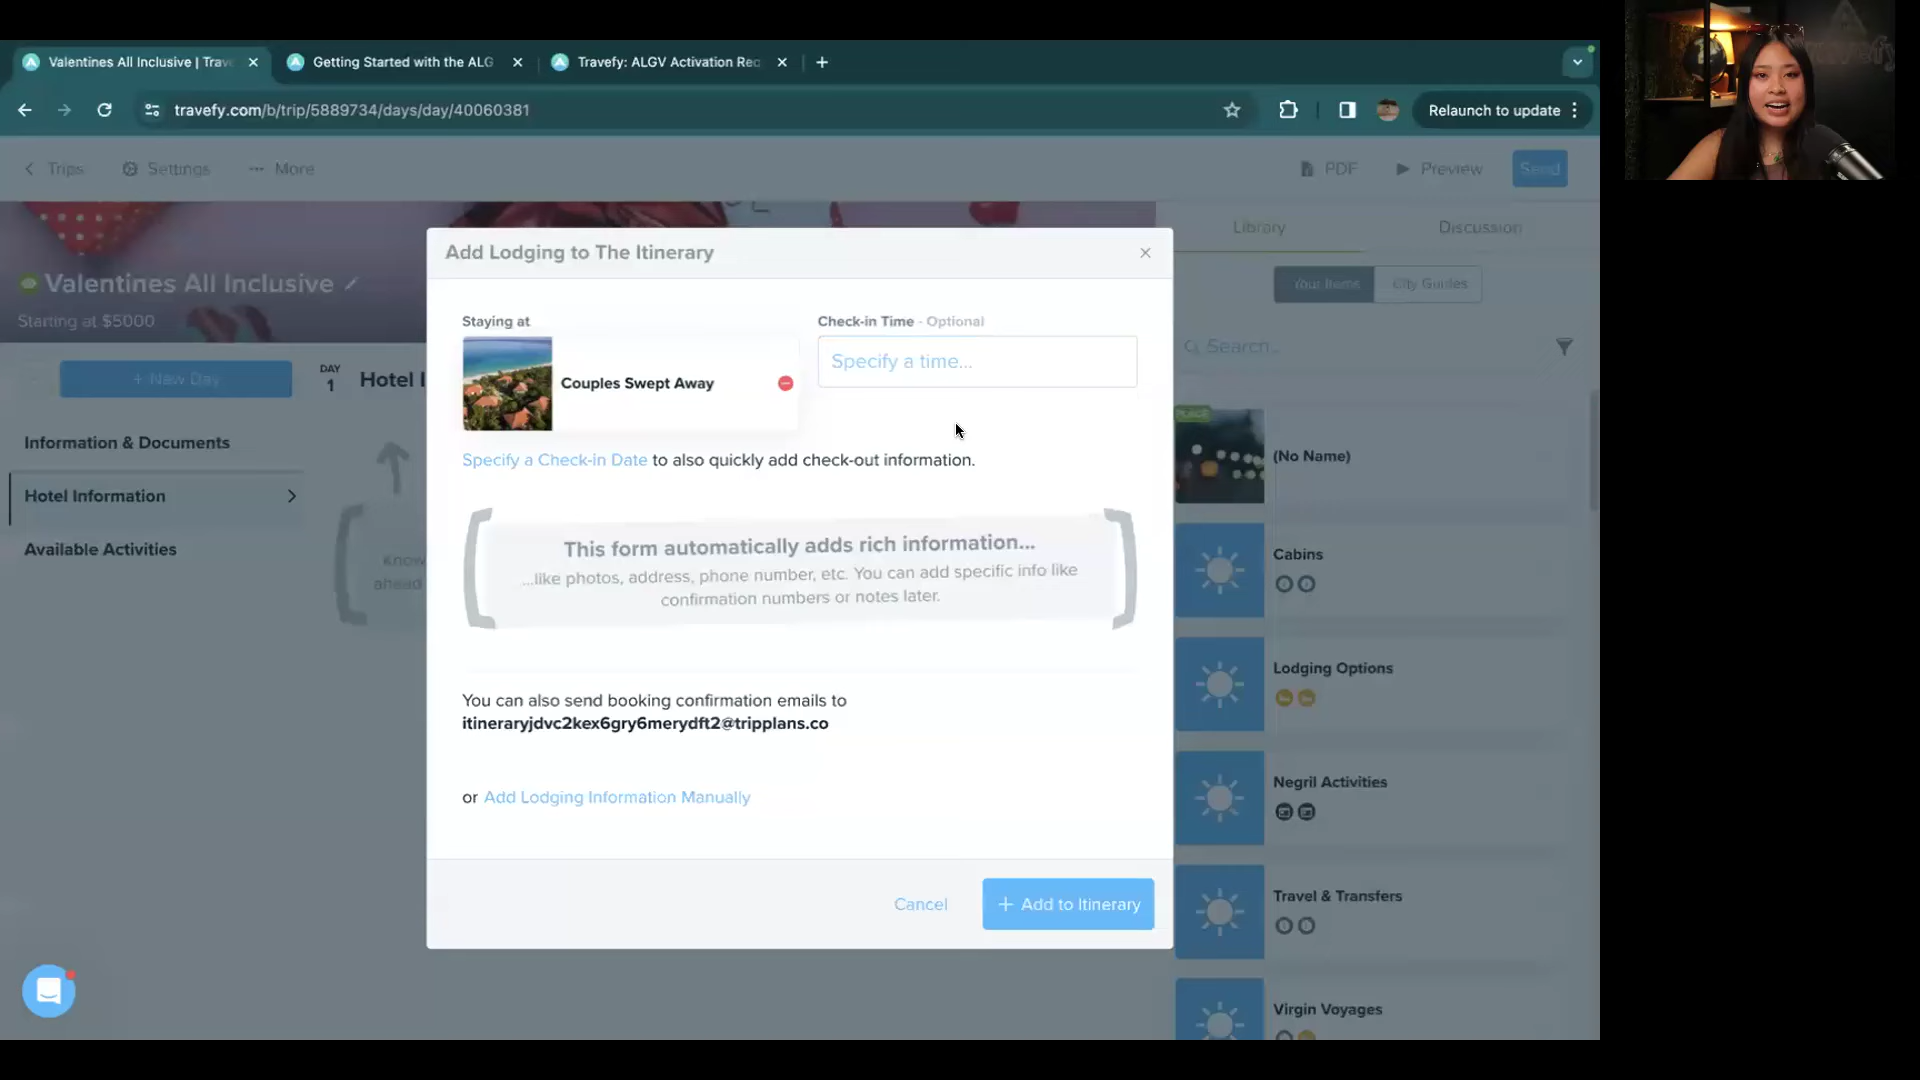 Valentines All Inclusive | Trav
Getting Started with the ALG
Travefy: ALGV Activation Req
travefy.com/b/trip/5889734/days/day/40060381
Relaunch to update
Trips
Settings
More
PDF
Preview
Send
Valentines All Inclusive
Starting at $5000
+ New Day
DAY
1
Hotel I
Information & Documents
Hotel Information
Available Activities
Know
ahead
Add Lodging to The Itinerary
Staying at
Couples Swept Away
Check-in Time - Optional
Specify a time...
Specify a Check-in Date to also quickly add check-out information.
This form automatically adds rich information...
...like photos, address, phone number, etc. You can add specific info like
confirmation numbers or notes later.
You can also send booking confirmation emails to
itineraryjdvc2kex6gry6merydft2@tripplans.co
or Add Lodging Information Manually
Cancel
+ Add to Itinerary
Library
Discussion
Your Items
City Guides
Search...
(No Name)
Cabins
Lodging Options
Negril Activities
Travel & Transfers
Virgin Voyages